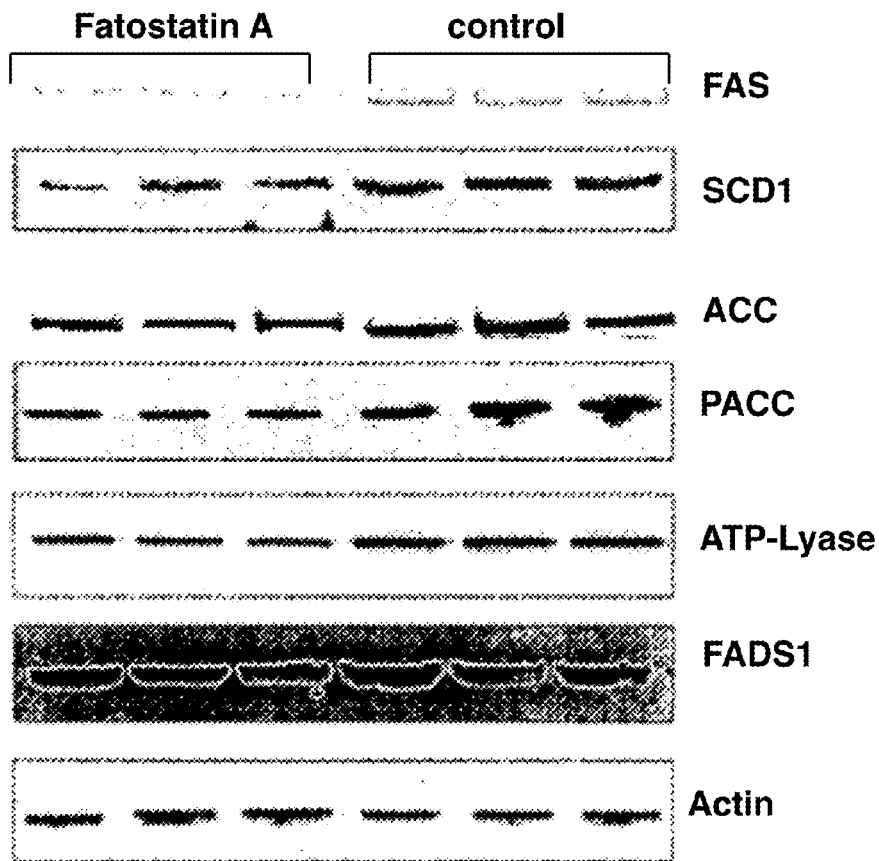 Fatostatin A control
FAS
SCD1
ACC
PACC
ATP-Lyase
FADS1
Actin